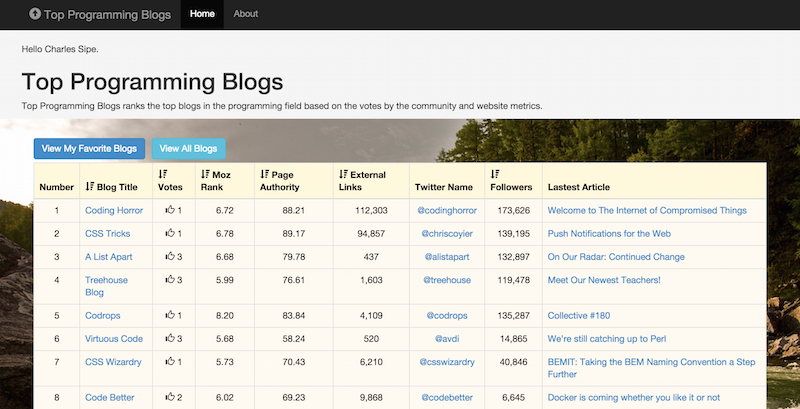 Top Programming Blogs Home About
Hello Charles Sipe.
Top Programming Blogs
Top Programming Blogs ranks the top blogs in the programming field based on the votes by the community and website metrics.
View My Favorite Blogs View All Blogs
Number Blog Title Votes Moz Rank Page Authority External Links Twitter Name Followers Lastest Article
1 Coding Horror 1 6.72 88.21 112,303 @codinghorror 173,626 Welcome to The Internet of Compromised Things
2 CSS Tricks 1 6.78 89.17 94,857 @chriscoyier 139,195 Push Notifications for the Web
3 A List Apart 3 6.68 79.78 437 @alistapart 132,897 On Our Radar: Continued Change
4 Treehouse Blog 3 5.99 76.61 1,603 @treehouse 119,478 Meet Our Newest Teachers!
5 Codrops 1 8.20 83.84 4,109 @codrops 135,287 Collective #180
6 Virtuous Code 3 5.68 58.24 520 @avdi 14,865 We're still catching up to Perl
7 CSS Wizardry 1 5.73 70.43 6,210 @csswizardry 40,846 BEMIT: Taking the BEM Naming Convention a Step Further
8 Code Better 2 6.02 69.23 9,868 @codebetter 6,645 Docker is coming whether you like it or not